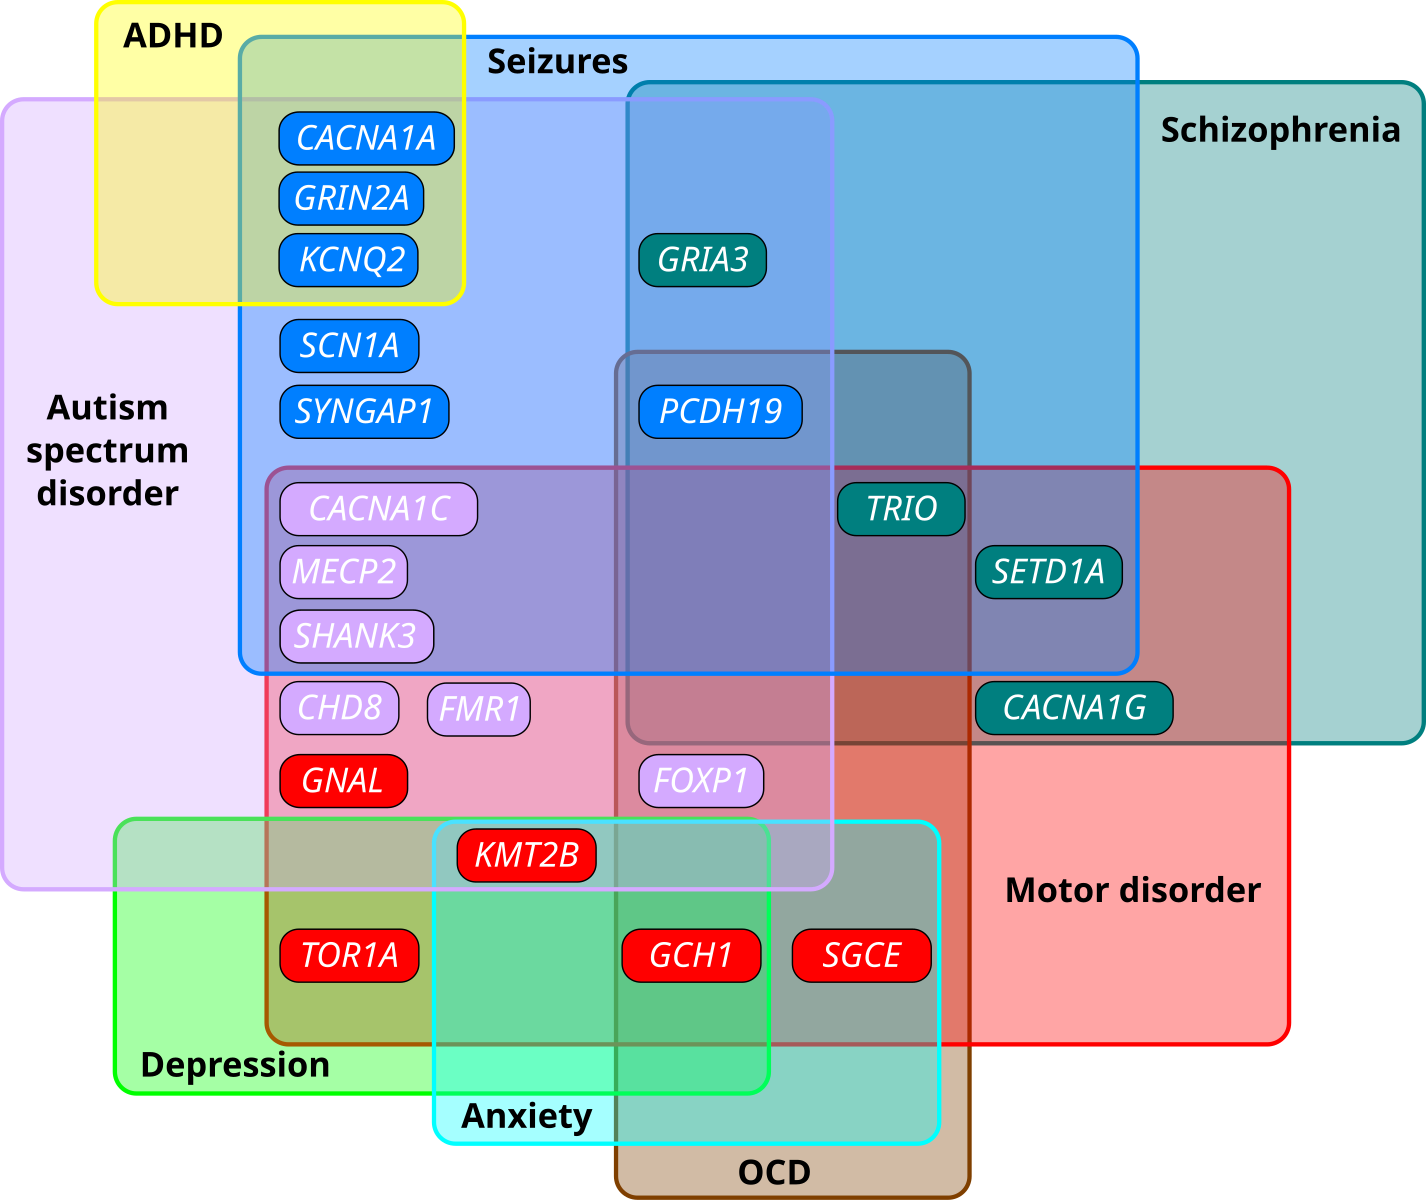 ADHD
Seizures
Schizophrenia
CACNA1A
GRIN2A
KCNQ2
GRIA3
SCN1A
SYNGAP1
PCDH19
Autism
spectrum
disorder
CACNA1C
TRIO
MECP2
SETD1A
SHANK3
CHD8
FMR1
CACNA1G
GNAL
FOXP1
KMT2B
Motor disorder
TOR1A
GCH1
SGCE
Depression
Anxiety
OCD